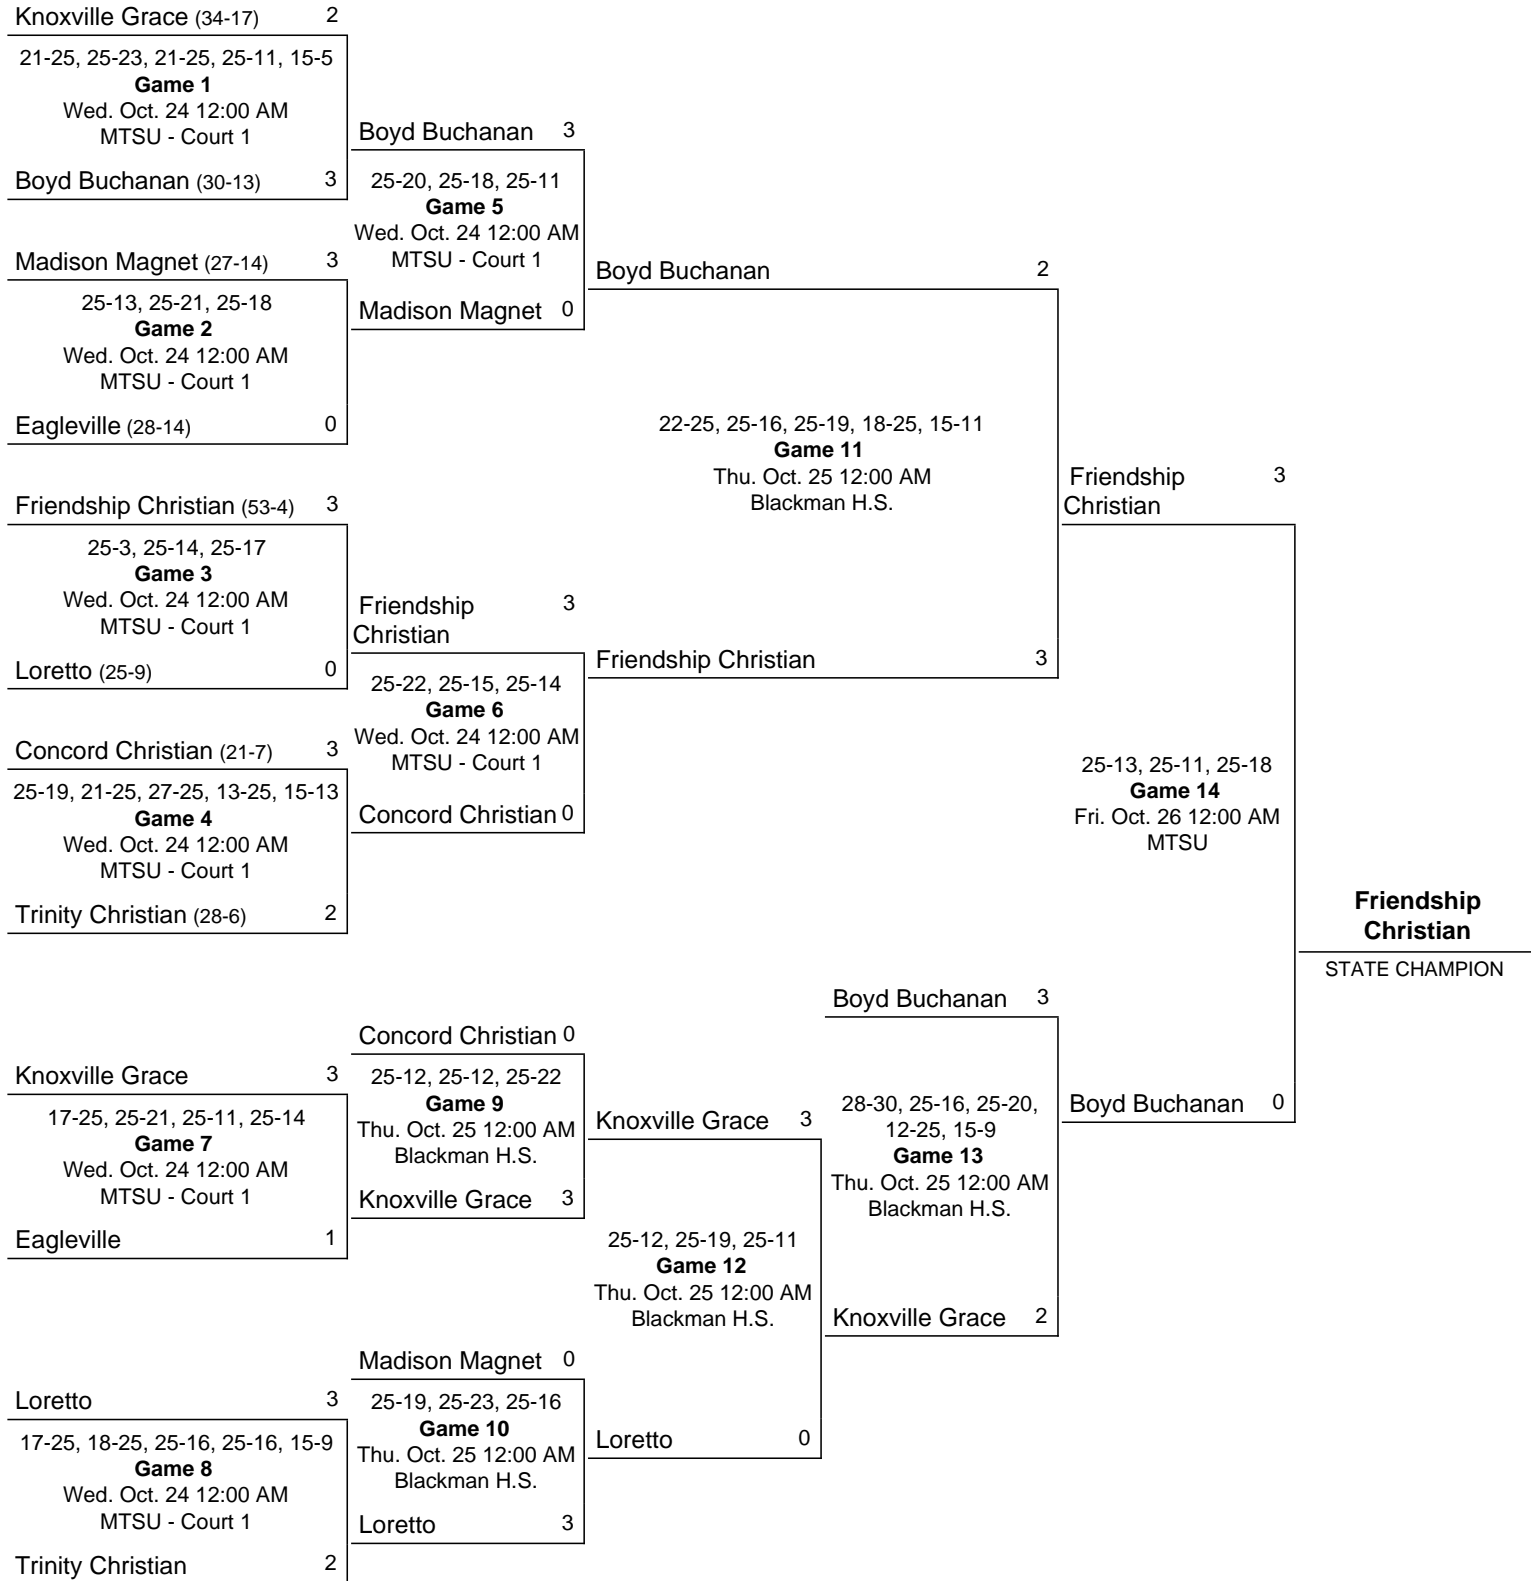 Knoxville Grace (34-17) 2
21-25, 25-23, 21-25, 25-11, 15-5
Game 1
Wed. Oct. 24 12:00 AM
MTSU - Court 1
Boyd Buchanan (30-13) 3
Madison Magnet (27-14) 3
25-13, 25-21, 25-18
Game 2
Wed. Oct. 24 12:00 AM
MTSU - Court 1
Eagleville (28-14) 0
Friendship Christian (53-4) 3
25-3, 25-14, 25-17
Game 3
Wed. Oct. 24 12:00 AM
MTSU - Court 1
Loretto (25-9) 0
Concord Christian (21-7) 3
25-19, 21-25, 27-25, 13-25, 15-13
Game 4
Wed. Oct. 24 12:00 AM
MTSU - Court 1
Trinity Christian (28-6) 2
Boyd Buchanan 3
25-20, 25-18, 25-11
Game 5
Wed. Oct. 24 12:00 AM
MTSU - Court 1
Madison Magnet 0
Friendship 3
Christian
25-22, 25-15, 25-14
Game 6
Wed. Oct. 24 12:00 AM
MTSU - Court 1
Concord Christian 0
Boyd Buchanan 2
22-25, 25-16, 25-19, 18-25, 15-11
Game 11
Thu. Oct. 25 12:00 AM
Blackman H.S.
Friendship Christian 3
Knoxville Grace 3
17-25, 25-21, 25-11, 25-14
Game 7
Wed. Oct. 24 12:00 AM
MTSU - Court 1
Eagleville 1
Loretto 3
17-25, 18-25, 25-16, 25-16, 15-9
Game 8
Wed. Oct. 24 12:00 AM
MTSU - Court 1
Trinity Christian 2
Concord Christian 0
25-12, 25-12, 25-22
Game 9
Thu. Oct. 25 12:00 AM
Blackman H.S.
Knoxville Grace 3
Madison Magnet 0
25-19, 25-23, 25-16
Game 10
Thu. Oct. 25 12:00 AM
Blackman H.S.
Loretto 3
Knoxville Grace 3
25-12, 25-19, 25-11
Game 12
Thu. Oct. 25 12:00 AM
Blackman H.S.
Loretto 0
Boyd Buchanan 3
28-30, 25-16, 25-20,
12-25, 15-9
Game 13
Thu. Oct. 25 12:00 AM
Blackman H.S.
Knoxville Grace 2
Friendship 3
Christian
25-13, 25-11, 25-18
Game 14
Fri. Oct. 26 12:00 AM
MTSU
Boyd Buchanan 0
Friendship
Christian
STATE CHAMPION